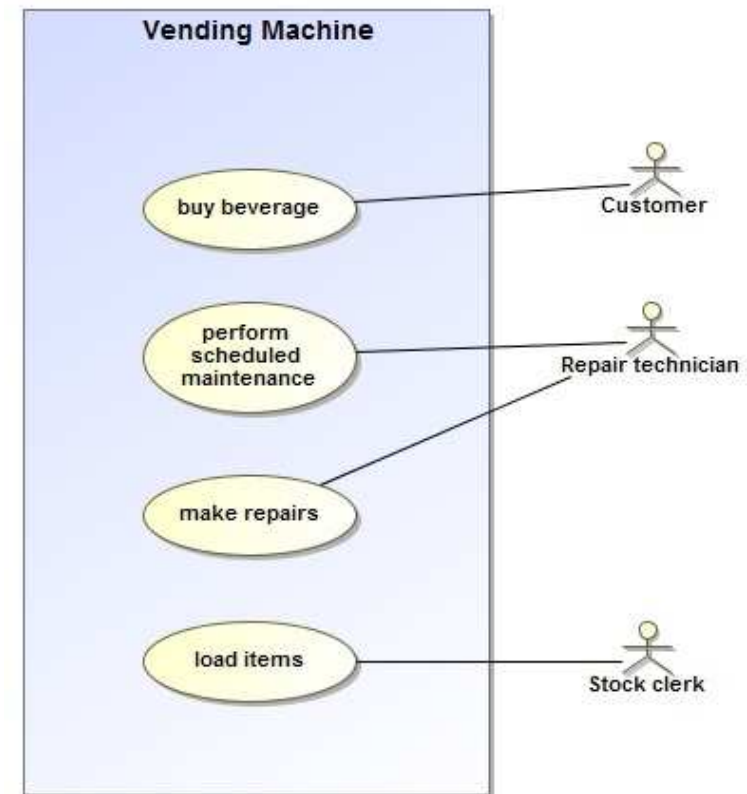 Vending Machine
buy beverage
Customer
perform
scheduled
maintenance
Repair technician
make repairs
load items
Stock clerk